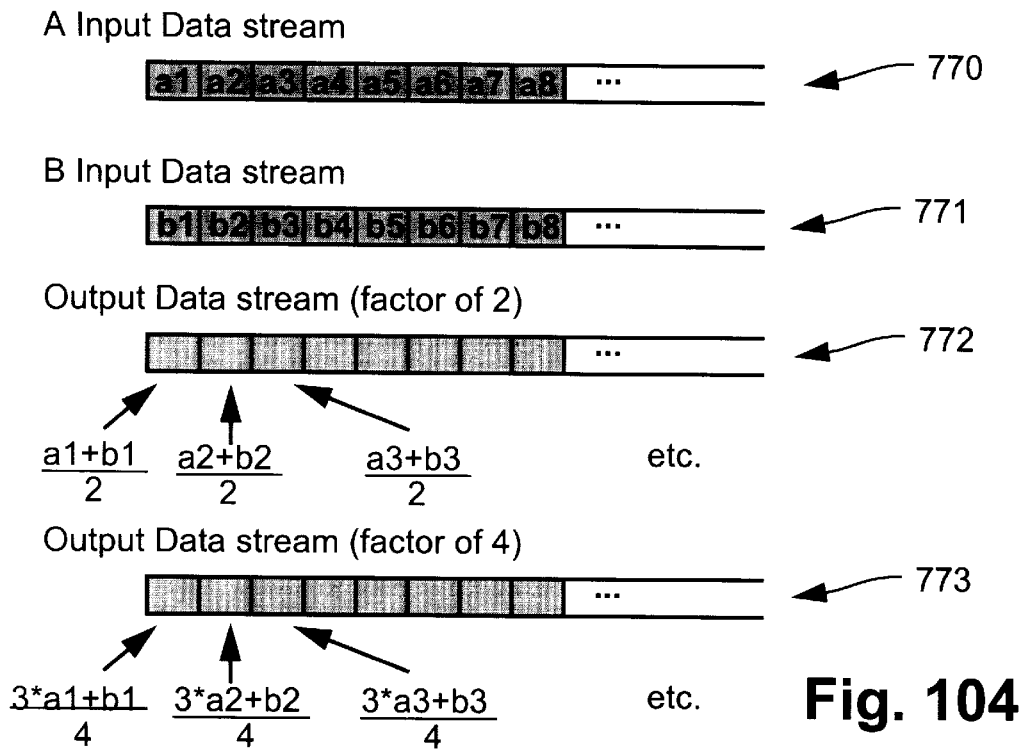 A Input Data stream
a1 a2 a3 a4 a5 a6 a7 a8 ... 770
B Input Data stream
b1 b2 b3 b4 b5 b6 b7 b8 ... 771
Output Data stream (factor of 2)
... 772
a1+b1 a2+b2 a3+b3 etc.
2 2 2
Output Data stream (factor of 4)
... 773
3*a1+b1 3*a2+b2 3*a3+b3 etc.
4 4 4
Fig. 104